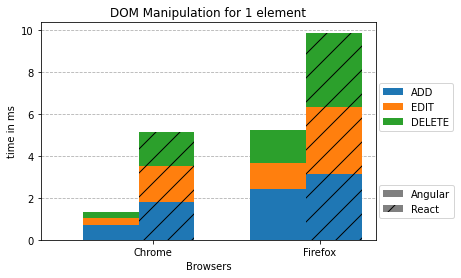 DOM Manipulation for 1 element
time in ms
10
8
6
4
2
0
Chrome
Firefox
Browsers
ADD
EDIT
DELETE
Angular
React